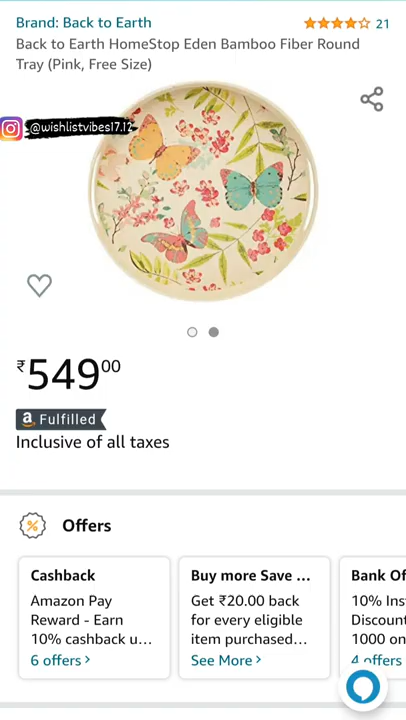 Brand: Back to Earth
21
Back to Earth HomeStop Eden Bamboo Fiber Round
Tray (Pink, Free Size)
@wishlistvibes17.12
₹54900
a Fulfilled
Inclusive of all taxes
Offers
Cashback
Amazon Pay
Reward - Earn
10% cashback u...
6 offers >
Buy more Save ...
Get ₹20.00 back
for every eligible
item purchased...
See More >
Bank Of
10% Ins
Discount
1000 on
4 offers